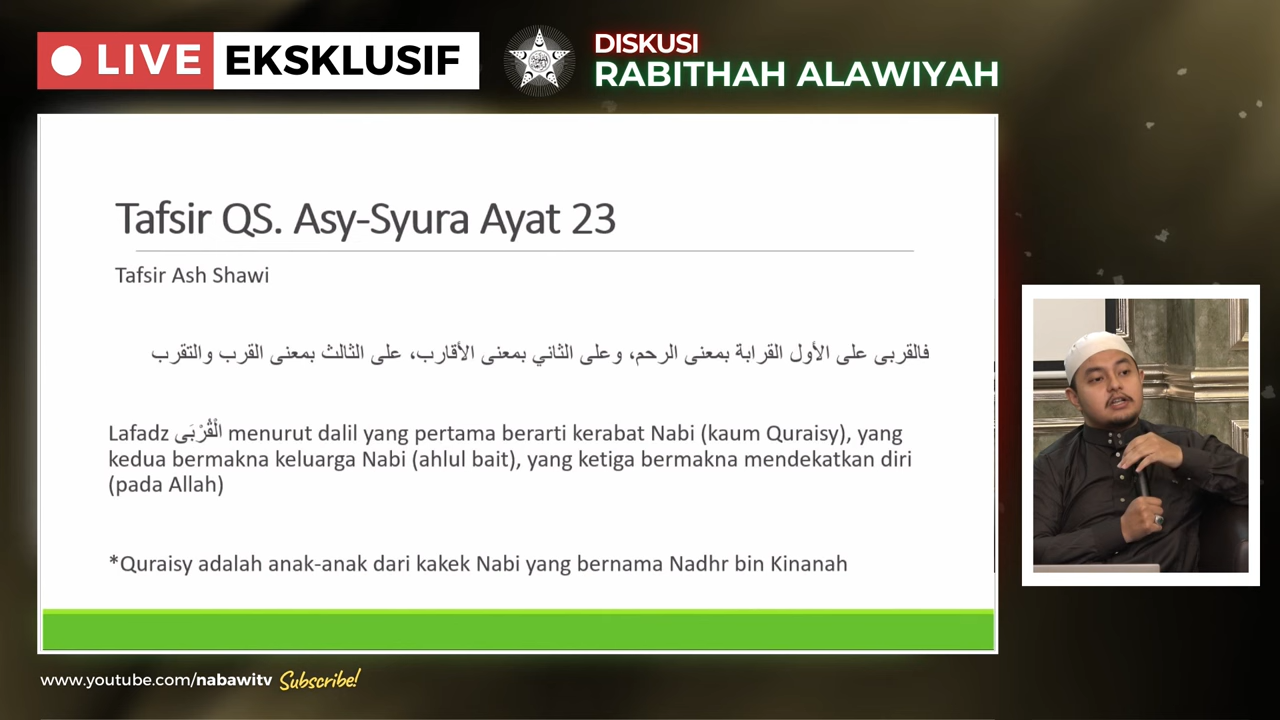 LIVE EKSKLUSIF
DISKUSI
RABITHAH ALAWIYAH
Tafsir QS. Asy-Syura Ayat 23
Tafsir Ash Shawi
فالقربى على الأول القرابة بمعنى الرحم، وعلى الثاني بمعنى الأقارب، على الثالث بمعنى القرب والتقرب
Lafadz الْقُرْبَى menurut dalil yang pertama berarti kerabat Nabi (kaum Quraisy), yang
kedua bermakna keluarga Nabi (ahlul bait), yang ketiga bermakna mendekatkan diri
(pada Allah)
*Quraisy adalah anak-anak dari kakek Nabi yang bernama Nadhr bin Kinanah
www.youtube.com/nabawitv Subscribe!